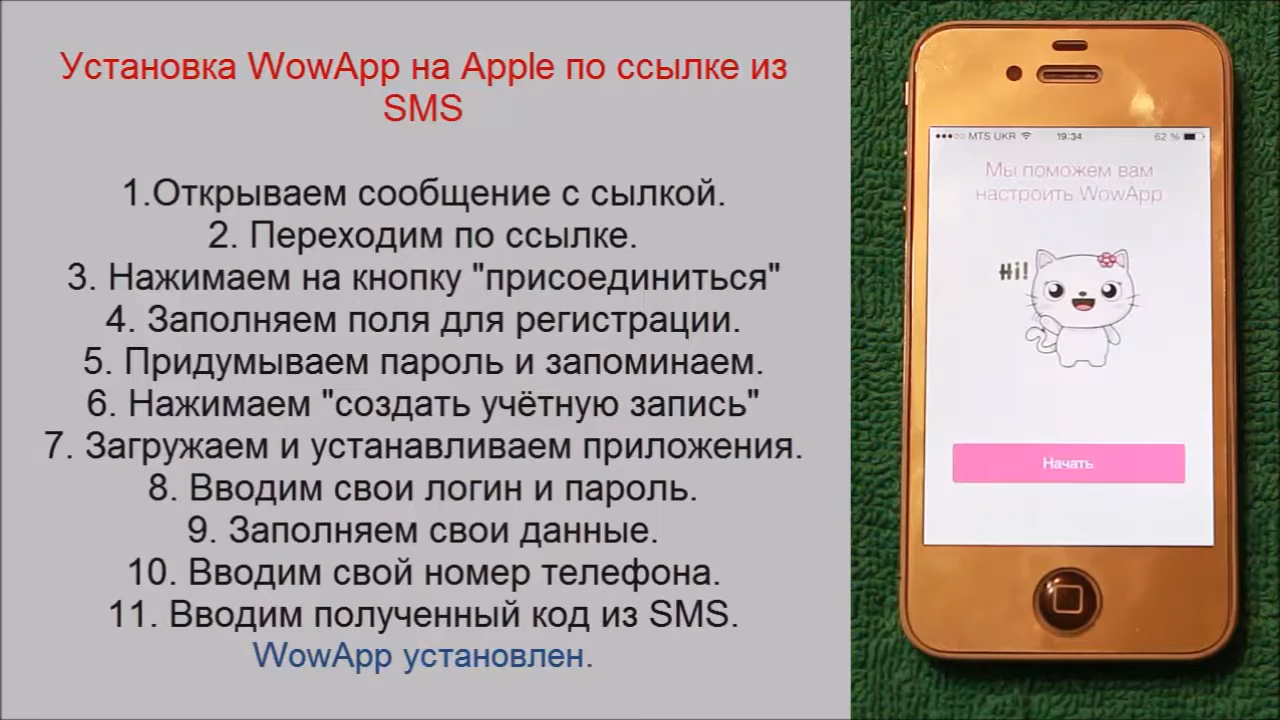 Установка WowApp на Apple по ссылке из
SMS
1.Открываем сообщение с сылкой.
2. Переходим по ссылке.
3. Нажимаем на кнопку "присоединиться"
4. Заполняем поля для регистрации.
5. Придумываем пароль и запоминаем.
6. Нажимаем "создать учётную запись"
7. Загружаем и устанавливаем приложения.
8. Вводим свои логин и пароль.
9. Заполняем свои данные.
10. Вводим свой номер телефона.
11. Вводим полученный код из SMS.
WowApp установлен.
MTS UKR 19:34 62 %
Мы поможем вам
настроить WowApp
Hi!
Начать